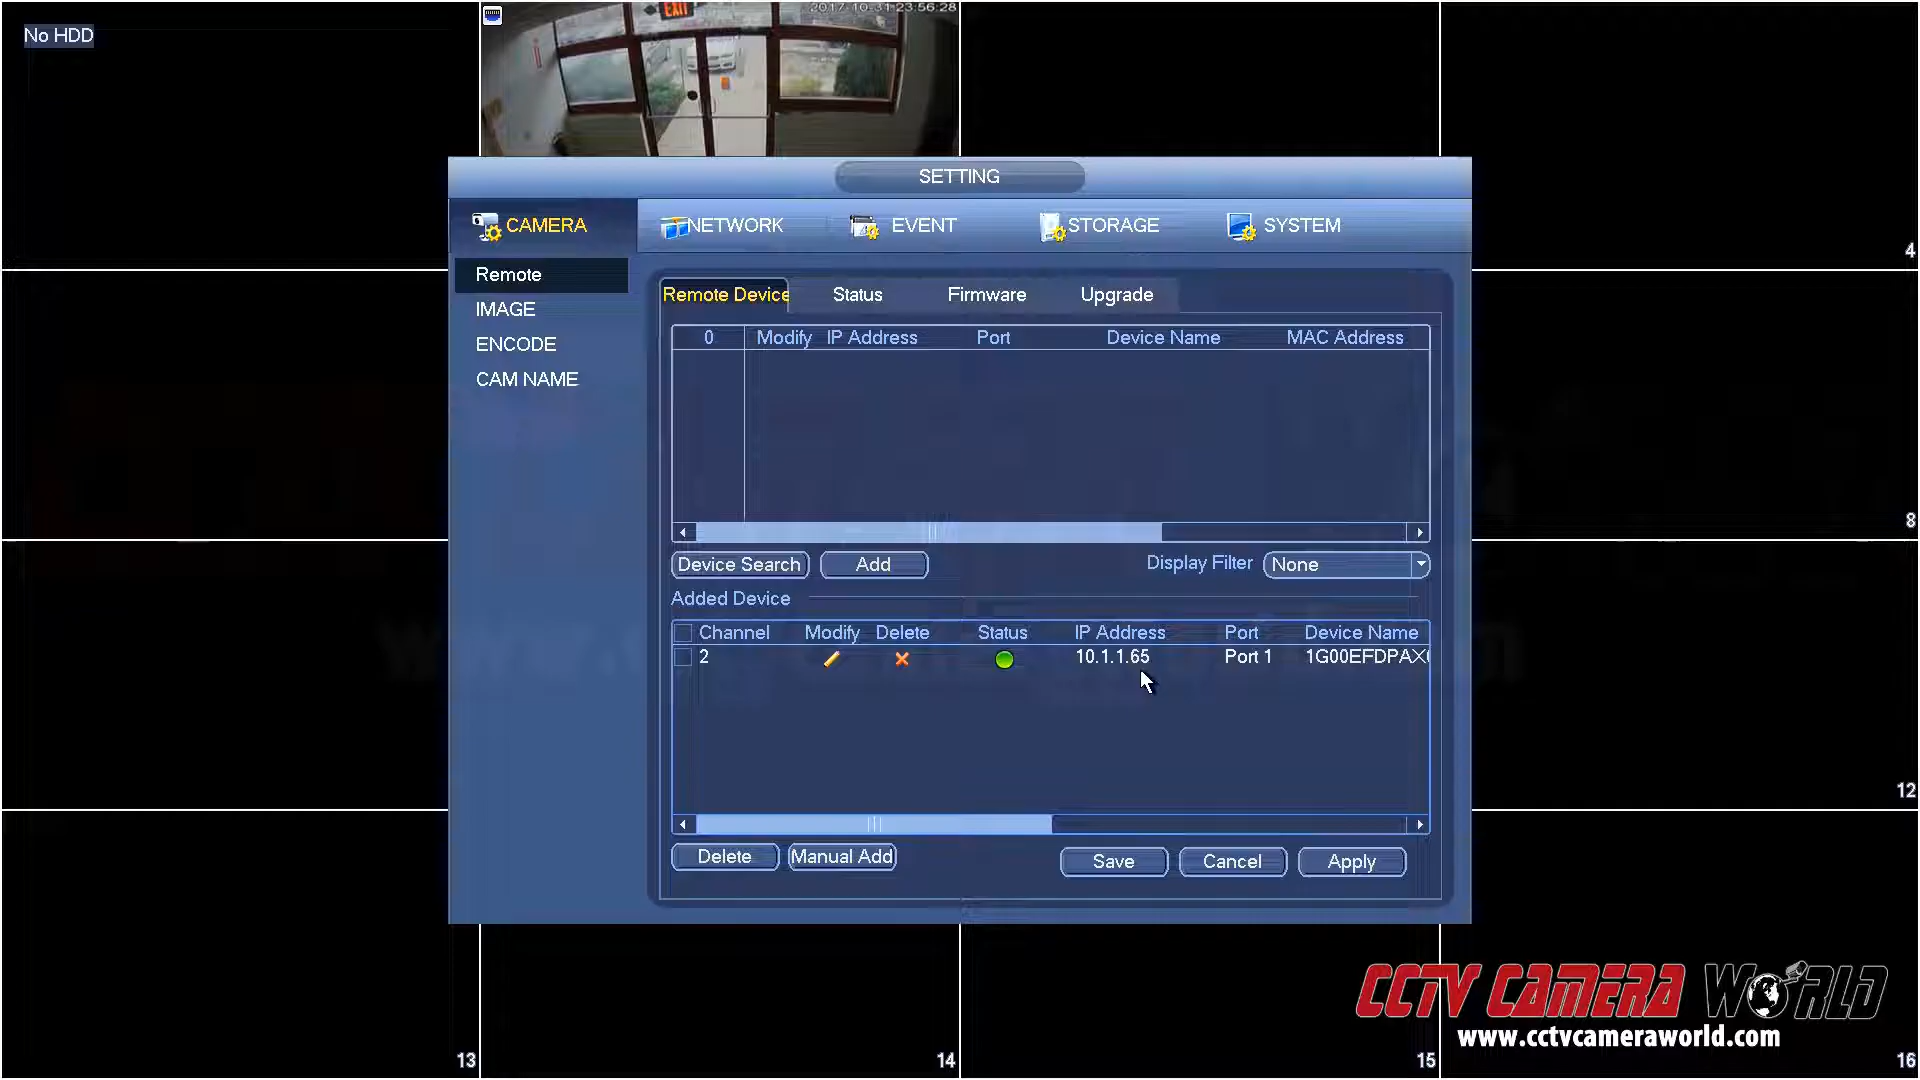 No HDD
EXIT
2017-10-31 23:56:28
SETTING
CAMERA NETWORK EVENT STORAGE SYSTEM
4
Remote
IMAGE
ENCODE
CAM NAME
Remote Device Status Firmware Upgrade
0 Modify IP Address Port Device Name MAC Address
8
Device Search Add Display Filter None
Added Device
Channel Modify Delete Status IP Address Port Device Name
2 10.1.1.65 Port 1 1G00EFDPAX
12
Delete Manual Add Save Cancel Apply
CCTV CAMERA WORLD
www.cctvcameraworld.com
13 14 15 16